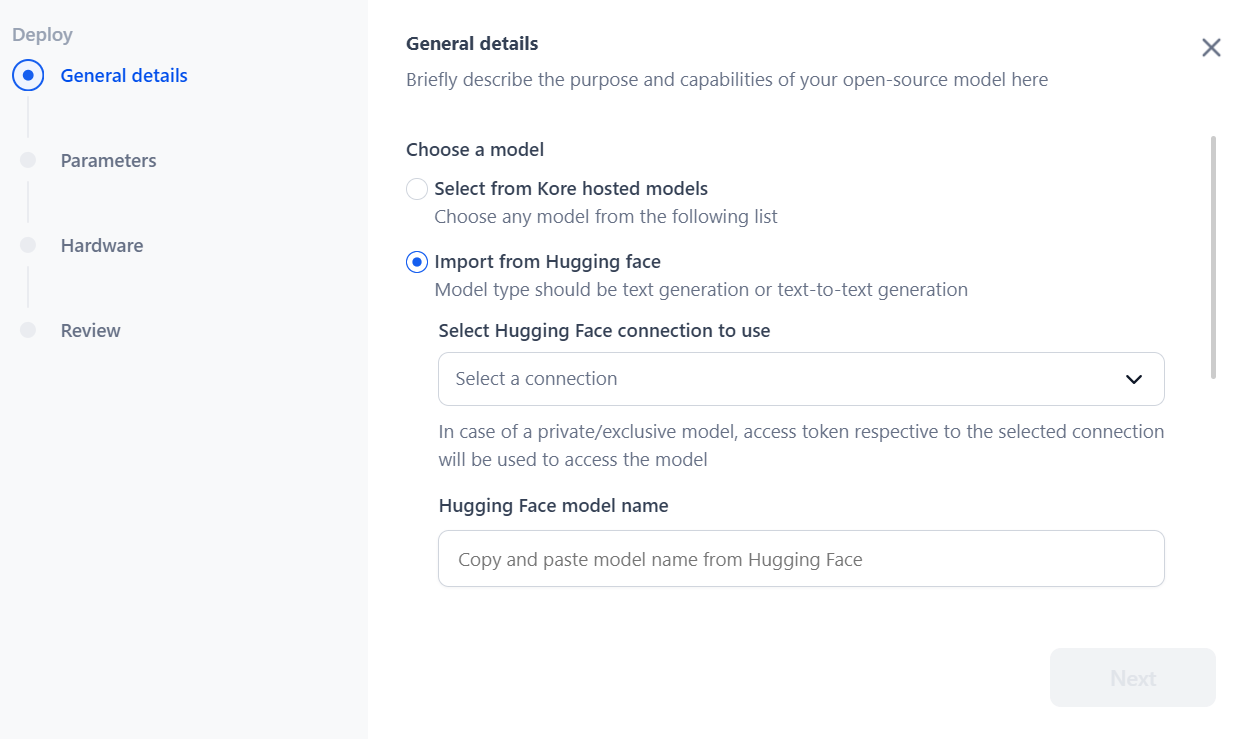 Deploy
General details
Parameters
Hardware
Review
General details
Briefly describe the purpose and capabilities of your open-source model here
Choose a model
Select from Kore hosted models
Choose any model from the following list
Import from Hugging face
Model type should be text generation or text-to-text generation
Select Hugging Face connection to use
Select a connection
In case of a private/exclusive model, access token respective to the selected connection
will be used to access the model
Hugging Face model name
Copy and paste model name from Hugging Face
Next